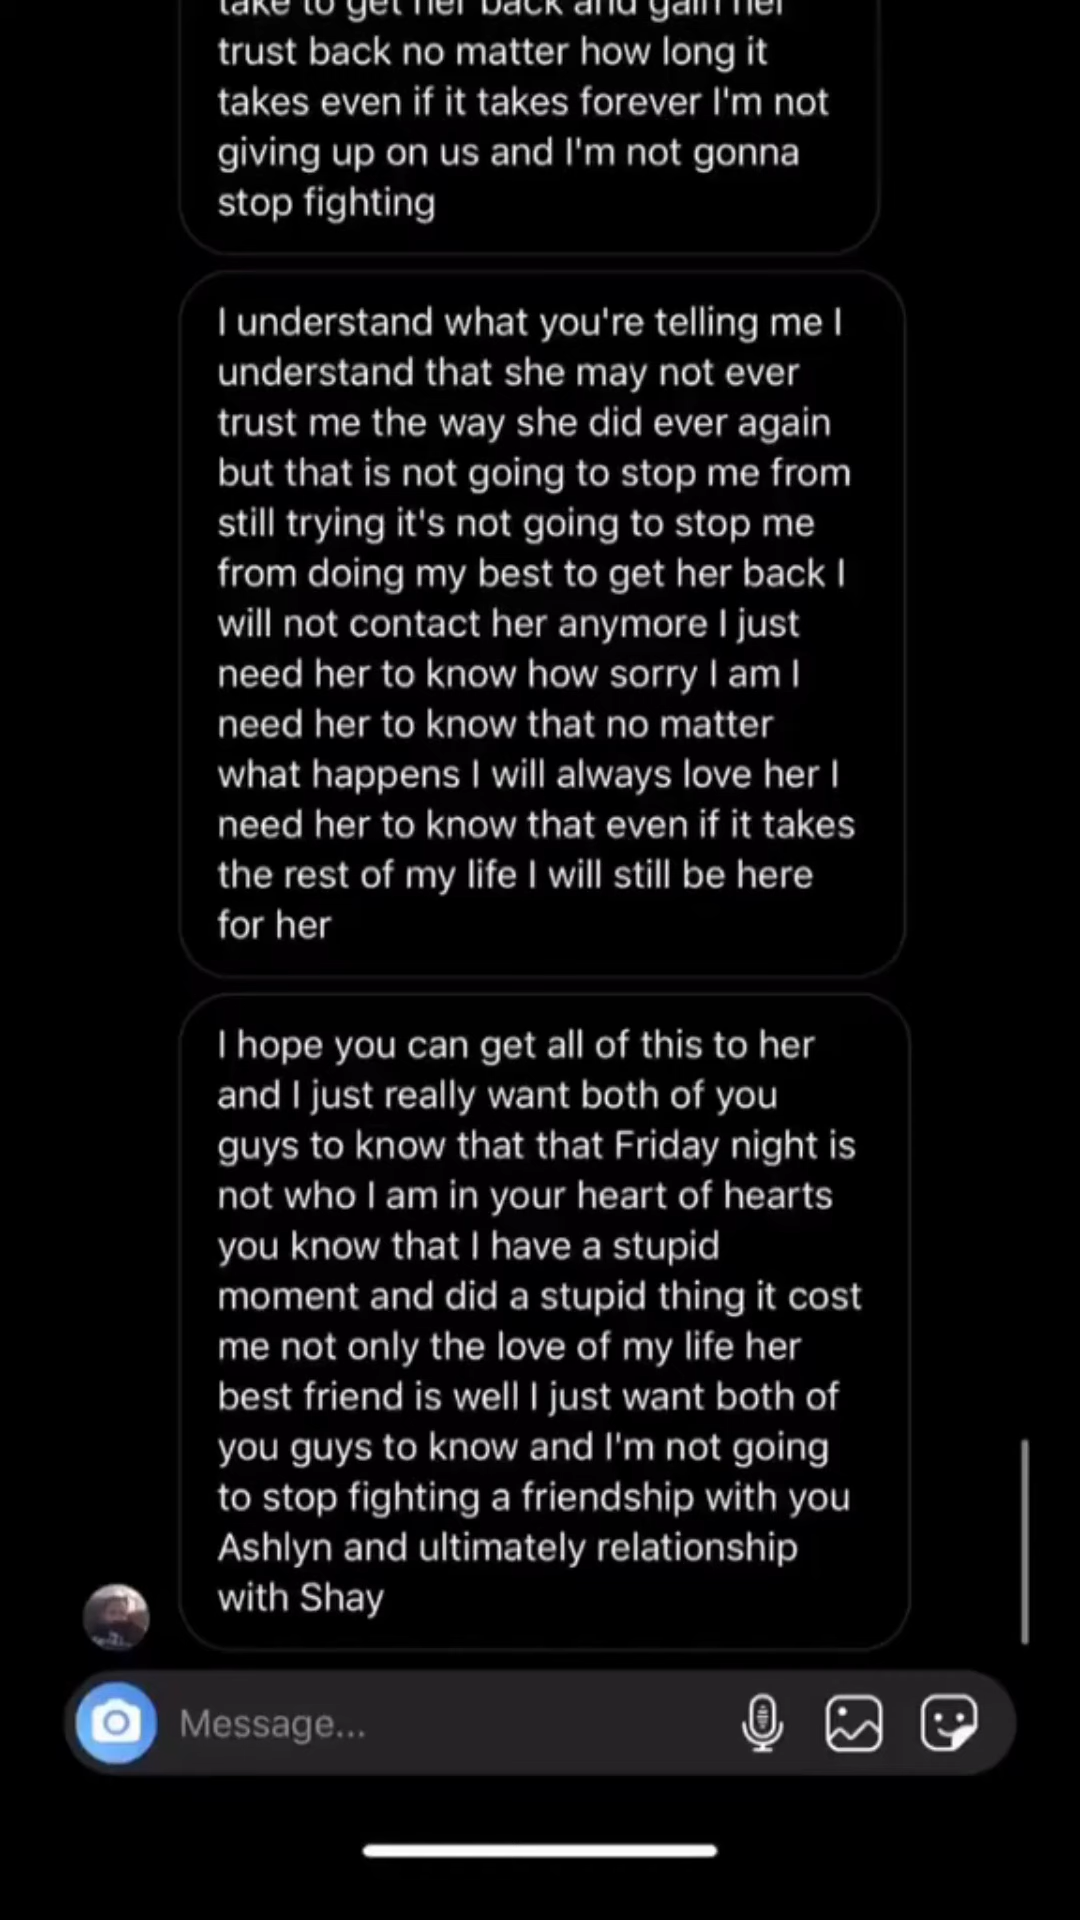 take to get her back and gain her
trust back no matter how long it
takes even if it takes forever I'm not
giving up on us and I'm not gonna
stop fighting
I understand what you're telling me I
understand that she may not ever
trust me the way she did ever again
but that is not going to stop me from
still trying it's not going to stop me
from doing my best to get her back I
will not contact her anymore I just
need her to know how sorry I am I
need her to know that no matter
what happens I will always love her I
need her to know that even if it takes
the rest of my life I will still be here
for her
I hope you can get all of this to her
and I just really want both of you
guys to know that that Friday night is
not who I am in your heart of hearts
you know that I have a stupid
moment and did a stupid thing it cost
me not only the love of my life her
best friend is well I just want both of
you guys to know and I'm not going
to stop fighting a friendship with you
Ashlyn and ultimately relationship
with Shay
Message...